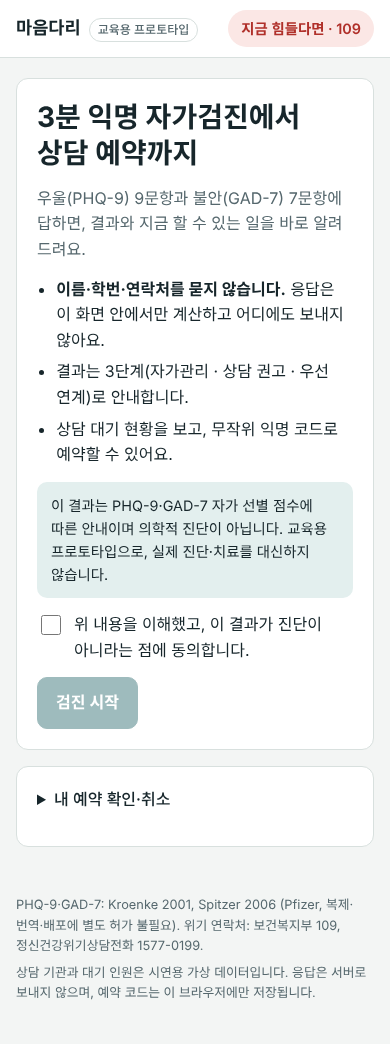 마음다리
교육용 프로토타입
지금 힘들다면 · 109
3분 익명 자가검진에서
상담 예약까지
우울(PHQ-9) 9문항과 불안(GAD-7) 7문항에
답하면, 결과와 지금 할 수 있는 일을 바로 알려
드려요.
• 이름·학번·연락처를 묻지 않습니다. 응답은
이 화면 안에서만 계산하고 어디에도 보내지
않아요.
• 결과는 3단계(자가관리 · 상담 권고 · 우선
연계)로 안내합니다.
• 상담 대기 현황을 보고, 무작위 익명 코드로
예약할 수 있어요.
이 결과는 PHQ-9·GAD-7 자가 선별 점수에
따른 안내이며 의학적 진단이 아닙니다. 교육용
프로토타입으로, 실제 진단·치료를 대신하지
않습니다.
위 내용을 이해했고, 이 결과가 진단이
아니라는 점에 동의합니다.
검진 시작
▶ 내 예약 확인·취소
PHQ-9·GAD-7: Kroenke 2001, Spitzer 2006 (Pfizer, 복제·
번역·배포에 별도 허가 불필요). 위기 연락처: 보건복지부 109,
정신건강위기상담전화 1577-0199.
상담 기관과 대기 인원은 시연용 가상 데이터입니다. 응답은 서버로
보내지 않으며, 예약 코드는 이 브라우저에만 저장됩니다.